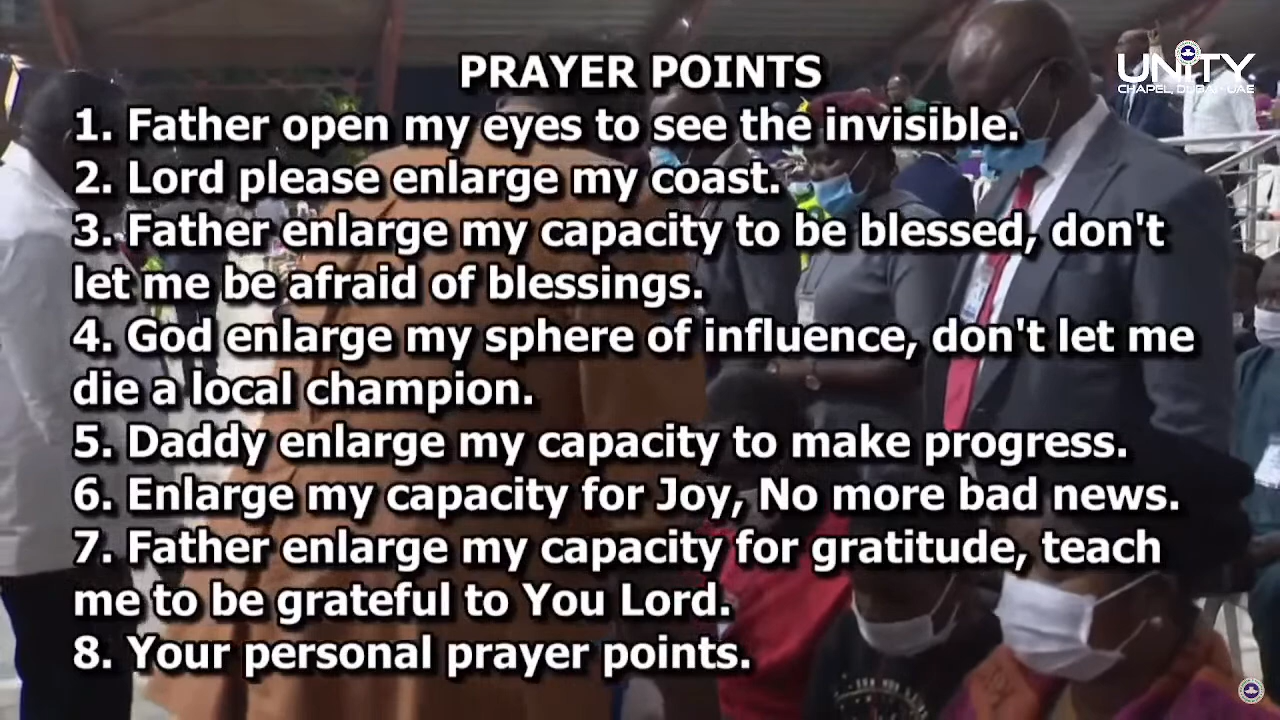 PRAYER POINTS
UNITY
CHAPEL, DUBAI - UAE
1. Father open my eyes to see the invisible.
2. Lord please enlarge my coast.
3. Father enlarge my capacity to be blessed, don't
let me be afraid of blessings.
4. God enlarge my sphere of influence, don't let me
die a local champion.
5. Daddy enlarge my capacity to make progress.
6. Enlarge my capacity for Joy, No more bad news.
7. Father enlarge my capacity for gratitude, teach
me to be grateful to You Lord.
8. Your personal prayer points.